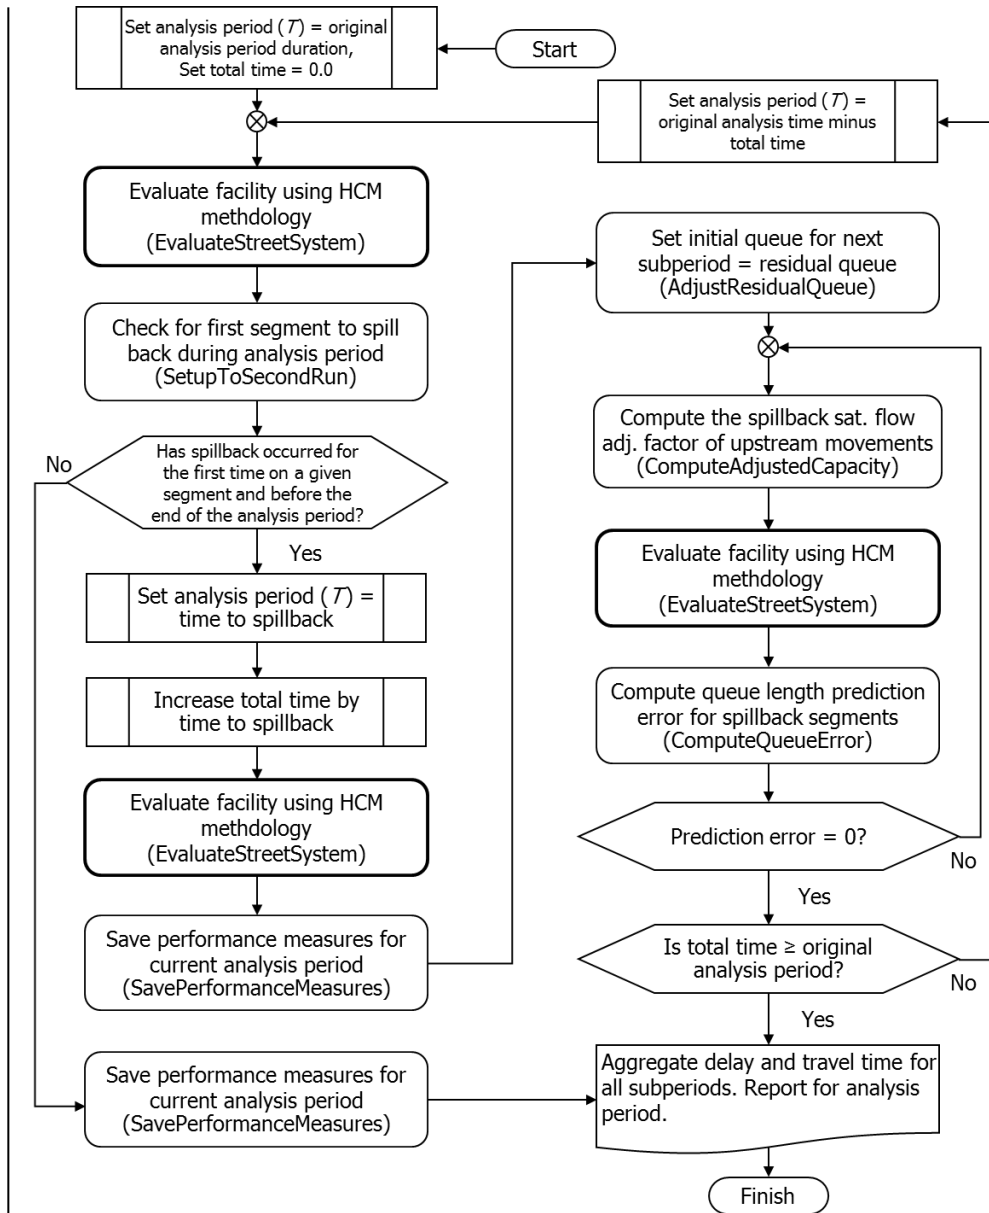 Set analysis period (T) = original
analysis period duration,
Set total time = 0.0
Start
Set analysis period (T) =
original analysis time minus
total time
Evaluate facility using HCM
methdology
(EvaluateStreetSystem)
Check for first segment to spill
back during analysis period
(SetupToSecondRun)
No
Has spillback occurred for
the first time on a given
segment and before the
end of the analysis period?
Yes
Set analysis period (T) =
time to spillback
Increase total time by
time to spillback
Evaluate facility using HCM
methdology
(EvaluateStreetSystem)
Save performance measures for
current analysis period
(SavePerformanceMeasures)
Save performance measures for
current analysis period
(SavePerformanceMeasures)
Set initial queue for next
subperiod = residual queue
(AdjustResidualQueue)
Compute the spillback sat. flow
adj. factor of upstream movements
(ComputeAdjustedCapacity)
Evaluate facility using HCM
methdology
(EvaluateStreetSystem)
Compute queue length prediction
error for spillback segments
(ComputeQueueError)
Prediction error = 0?
No
Yes
Is total time ≥ original
analysis period?
No
Yes
Aggregate delay and travel time for
all subperiods. Report for analysis
period.
Finish